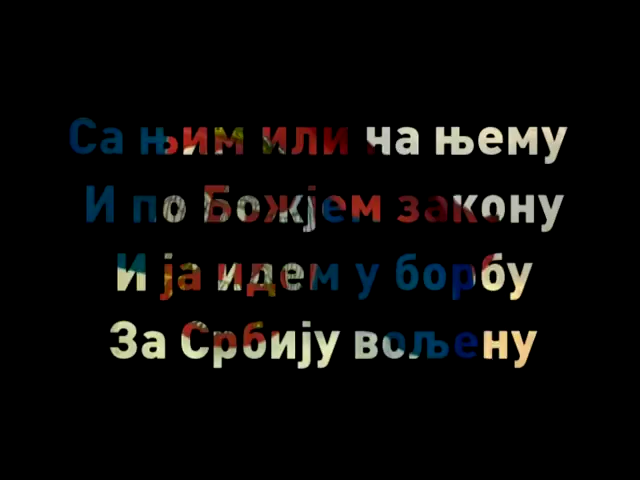 Са њим или на њему
И по Божјем закону
И ја идем у борбу
За Србију вољену